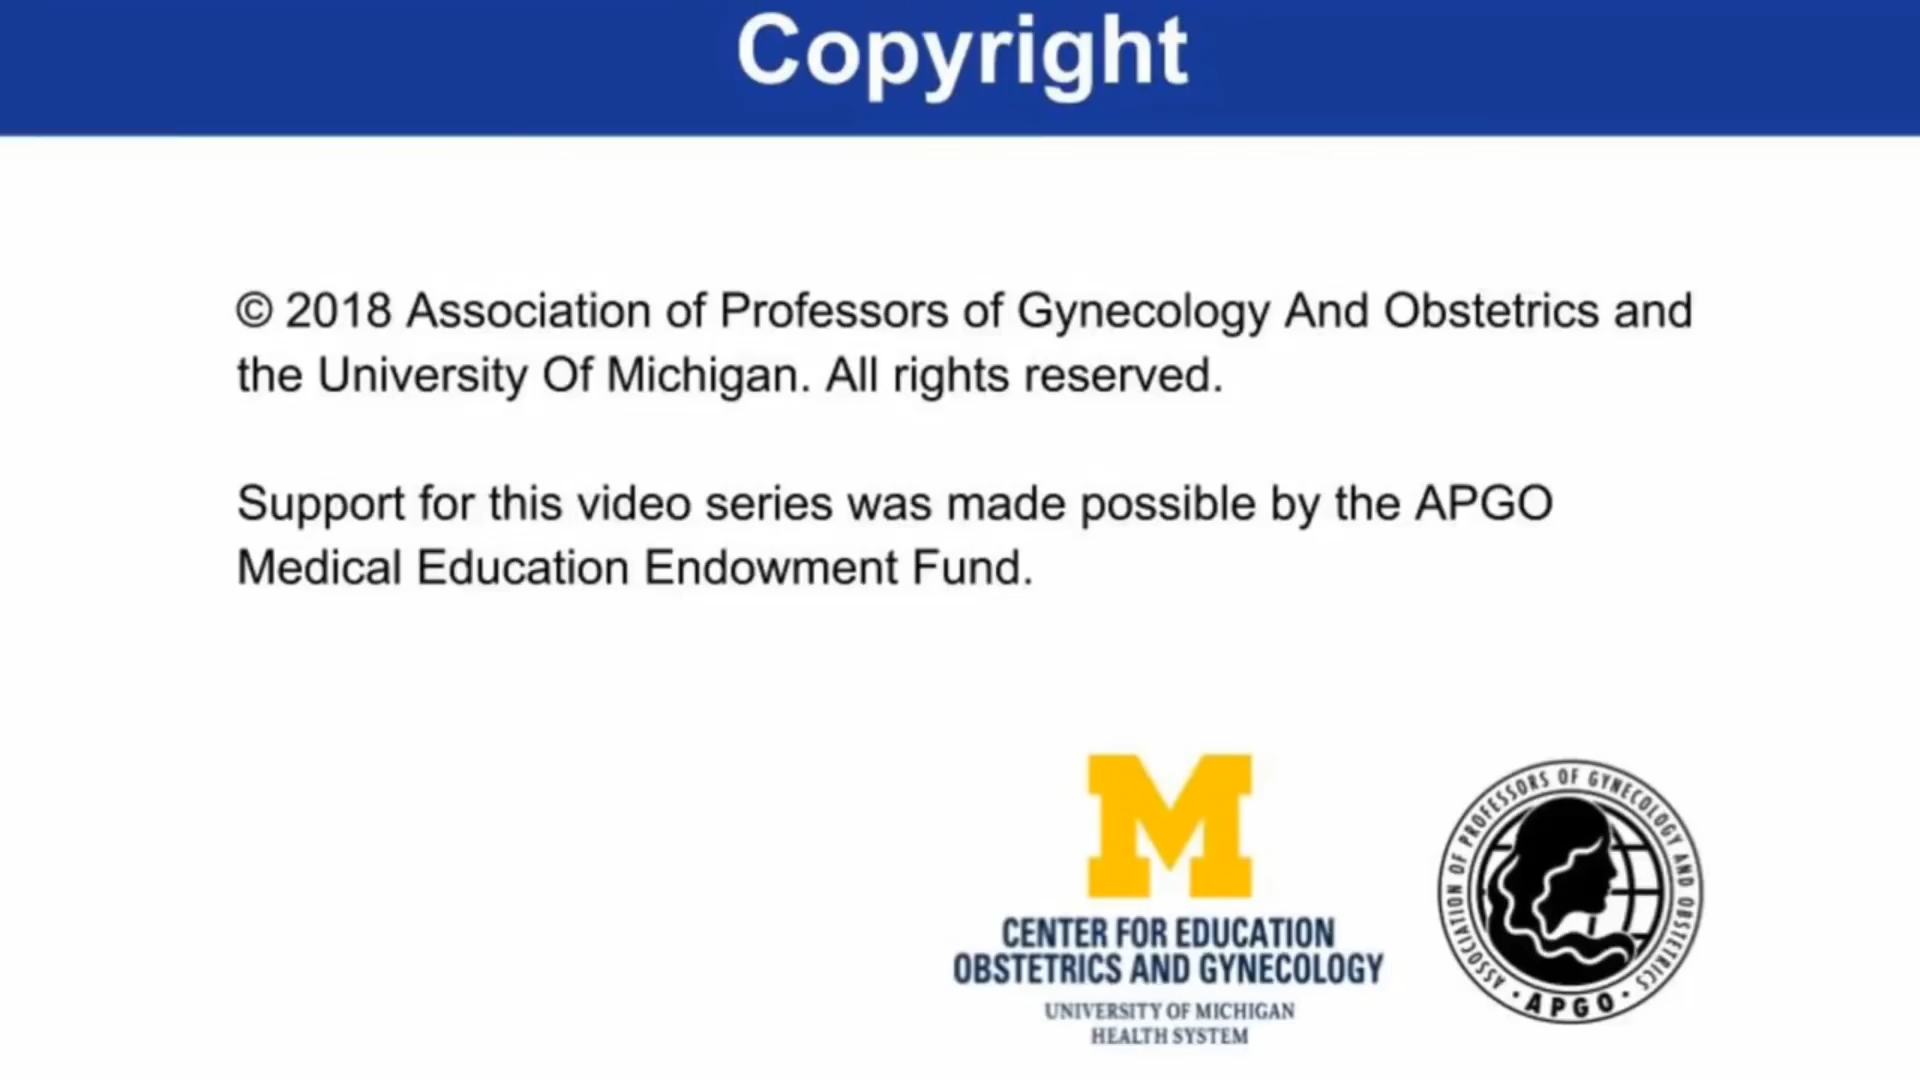 Copyright
© 2018 Association of Professors of Gynecology And Obstetrics and
the University Of Michigan. All rights reserved.
Support for this video series was made possible by the APGO
Medical Education Endowment Fund.
M
CENTER FOR EDUCATION
OBSTETRICS AND GYNECOLOGY
UNIVERSITY OF MICHIGAN
HEALTH SYSTEM
ASSOCIATION OF PROFESSORS OF GYNECOLOGY AND OBSTETRICS
· APGO ·